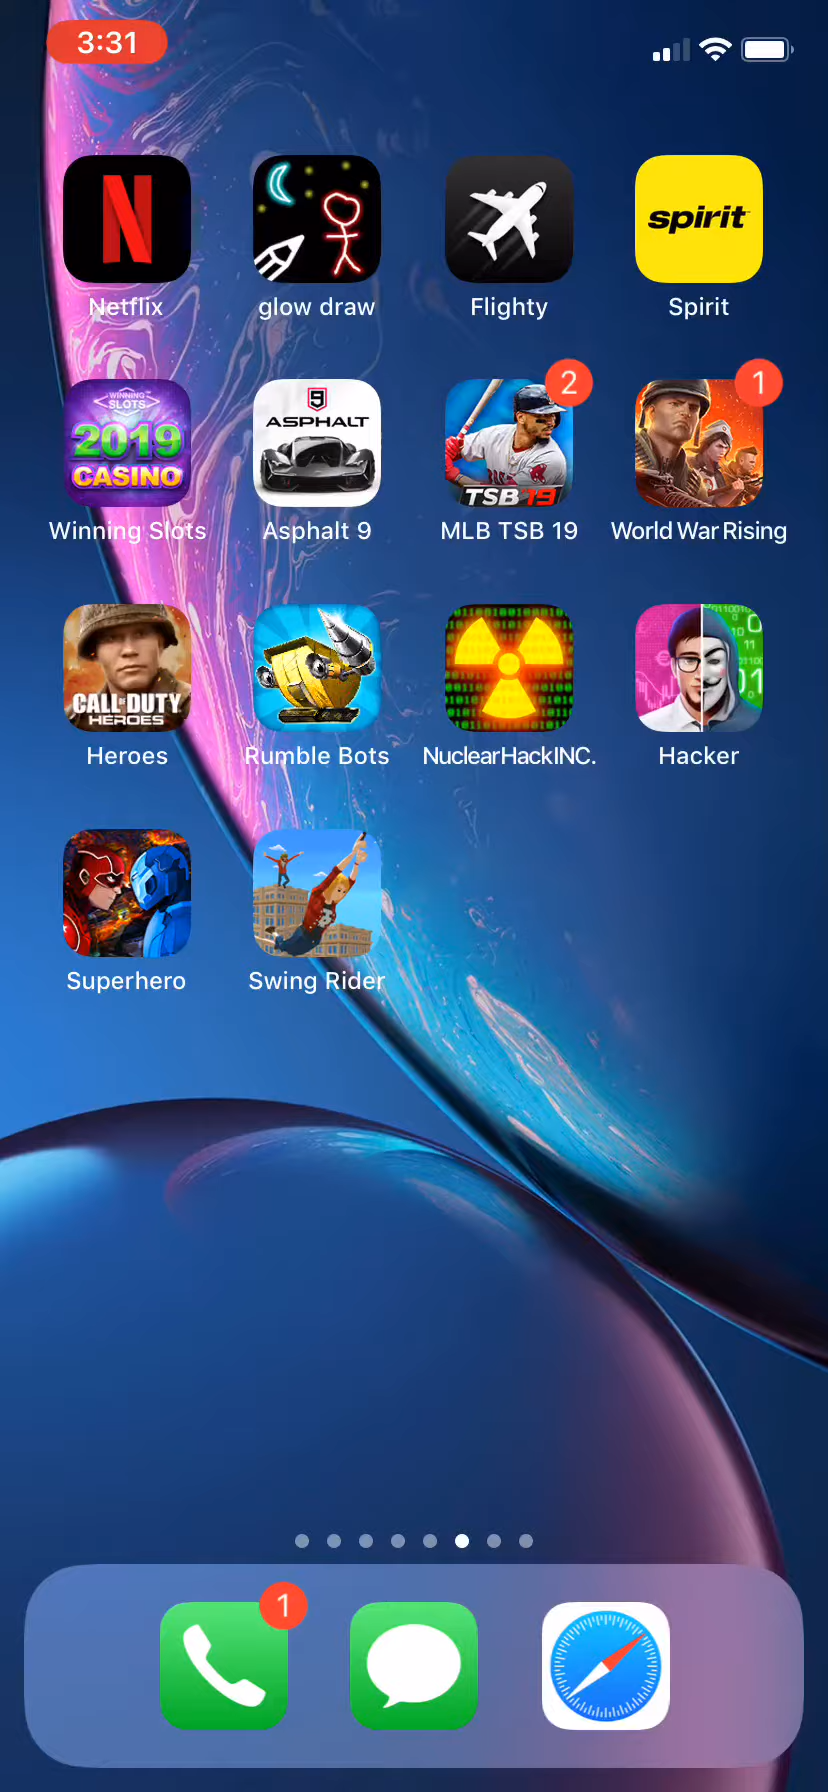 3:31
N
spirit
Netflix
glow draw
Flighty
Spirit
2
1
WINNING
SLOTS
2019
CASINO
9
ASPHALT
TSB 19
Winning Slots
Asphalt 9
MLB TSB 19
World War Rising
CALL OF DUTY
HEROES
Heroes
Rumble Bots
NuclearHackINC.
Hacker
Superhero
Swing Rider
1